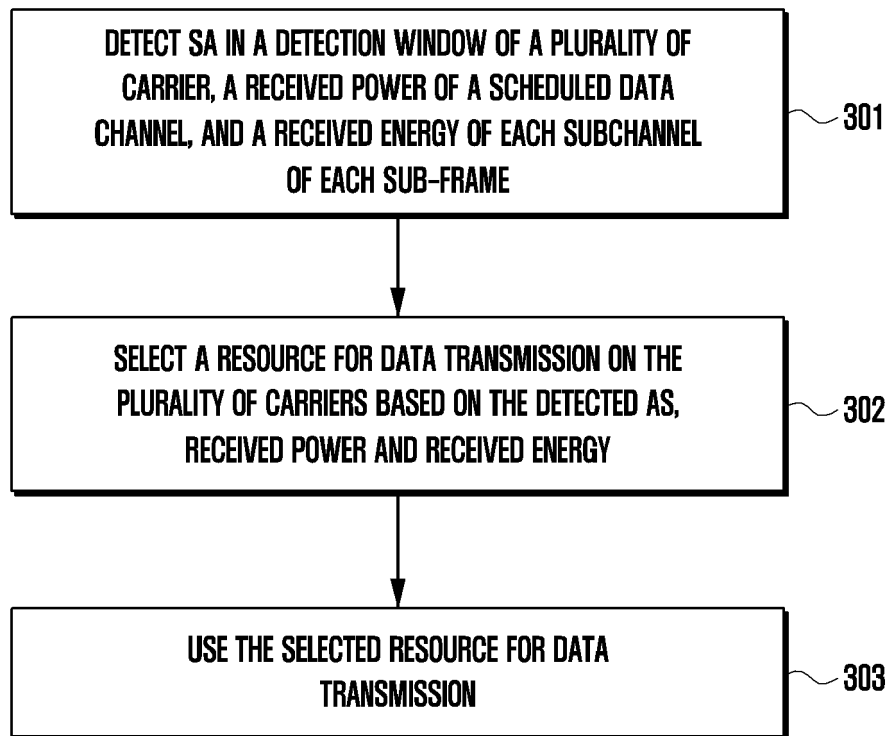 DETECT SA IN A DETECTION WINDOW OF A PLURALITY OF
CARRIER, A RECEIVED POWER OF A SCHEDULED DATA
CHANNEL, AND A RECEIVED ENERGY OF EACH SUBCHANNEL
OF EACH SUB-FRAME
301
SELECT A RESOURCE FOR DATA TRANSMISSION ON THE
PLURALITY OF CARRIERS BASED ON THE DETECTED AS,
RECEIVED POWER AND RECEIVED ENERGY
302
USE THE SELECTED RESOURCE FOR DATA
TRANSMISSION
303